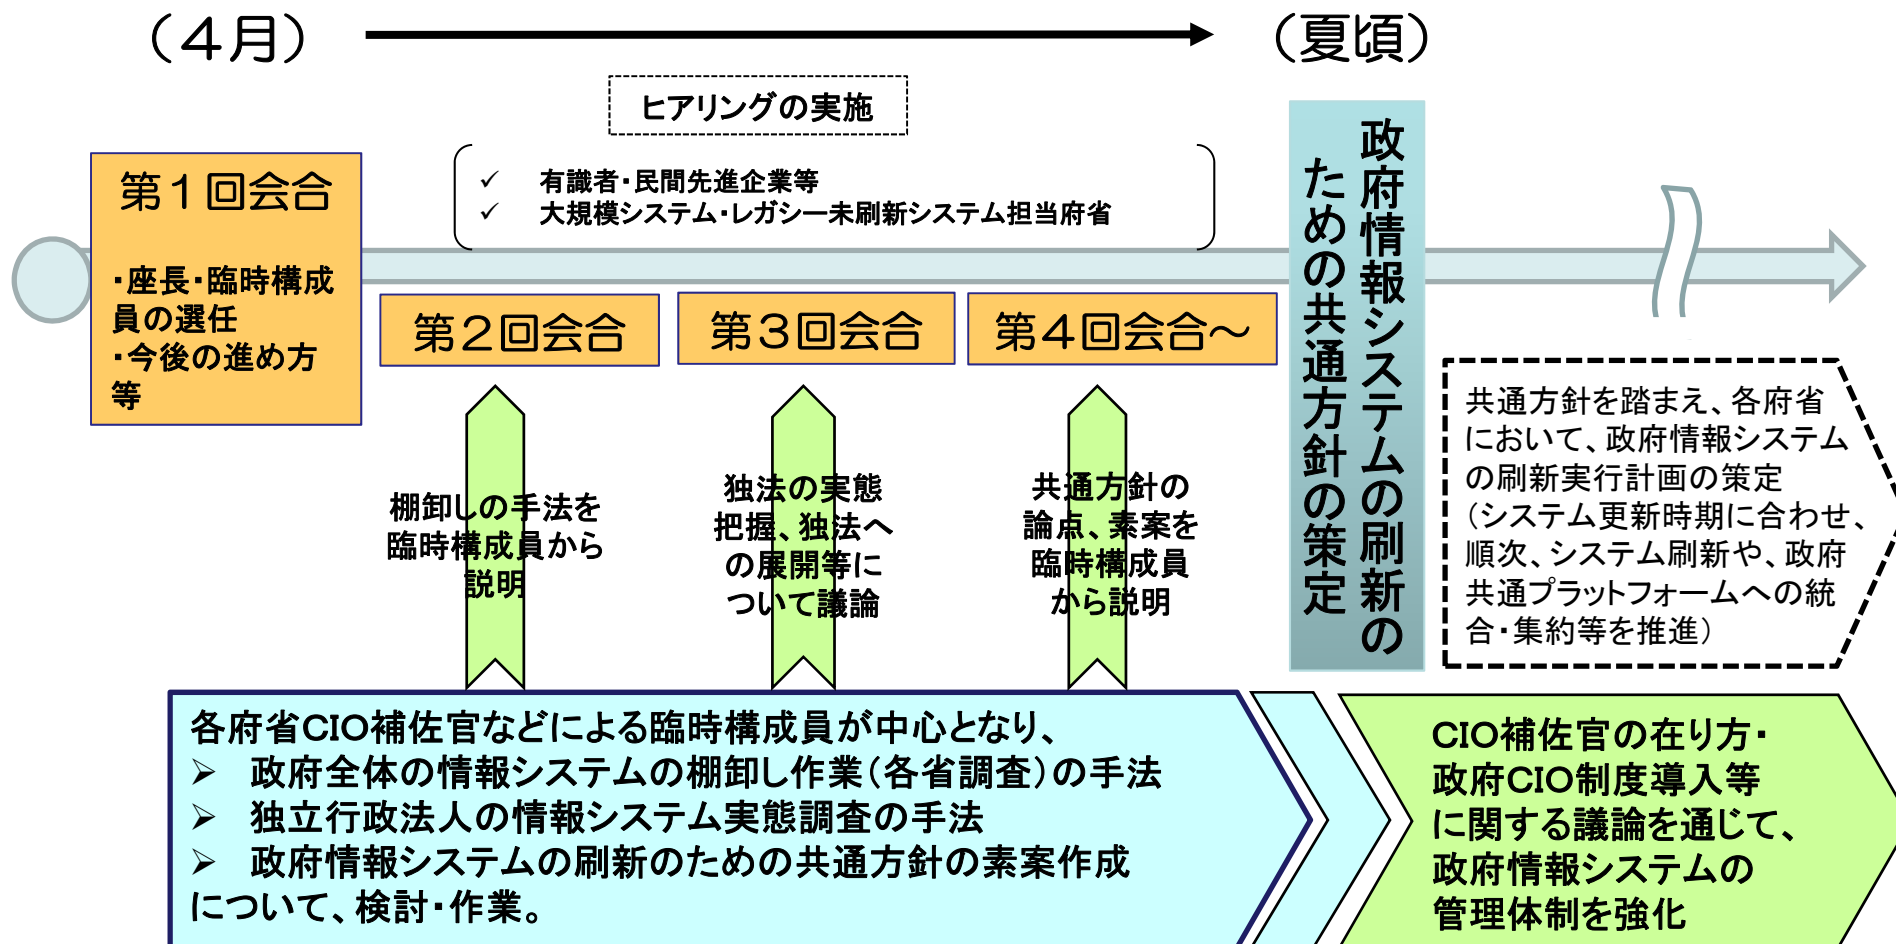 （４月）
（夏頃）
ヒアリングの実施
✓ 有識者・民間先進企業等
✓ 大規模システム・レガシー未刷新システム担当府省
第１回会合
・座長・臨時構成
員の選任
・今後の進め方
等
第２回会合
第３回会合
第４回会合～
棚卸しの手法を
臨時構成員から
説明
独法の実態
把握、独法へ
の展開等に
ついて議論
共通方針の
論点、素案を
臨時構成員
から説明
政府情報システムの刷新の
ための共通方針の策定
共通方針を踏まえ、各府省
において、政府情報システム
の刷新実行計画の策定
（システム更新時期に合わせ、
順次、システム刷新や、政府
共通プラットフォームへの統
合・集約等を推進）
各府省CIO補佐官などによる臨時構成員が中心となり、
➢ 政府全体の情報システムの棚卸し作業（各省調査）の手法
➢ 独立行政法人の情報システム実態調査の手法
➢ 政府情報システムの刷新のための共通方針の素案作成
について、検討・作業。
CIO補佐官の在り方・
政府CIO制度導入等
に関する議論を通じて、
政府情報システムの
管理体制を強化